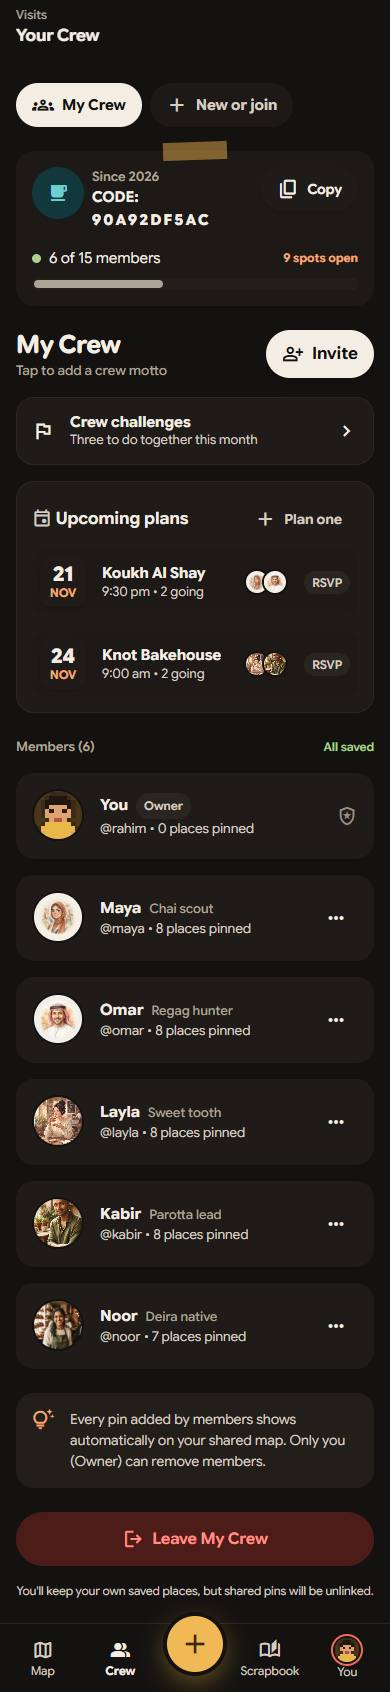 Visits
Your Crew
My Crew
New or join
Since 2026
CODE:
90A92DF5AC
Copy
6 of 15 members
9 spots open
My Crew
Tap to add a crew motto
Invite
Crew challenges
Three to do together this month
Upcoming plans
Plan one
21
NOV
Koukh Al Shay
9:30 pm • 2 going
RSVP
24
NOV
Knot Bakehouse
9:00 am • 2 going
RSVP
Members (6)
All saved
You Owner
@rahim • 0 places pinned
Maya Chai scout
@maya • 8 places pinned
Omar Regag hunter
@omar • 8 places pinned
Layla Sweet tooth
@layla • 8 places pinned
Kabir Parotta lead
@kabir • 8 places pinned
Noor Deira native
@noor • 7 places pinned
Every pin added by members shows
automatically on your shared map. Only you
(Owner) can remove members.
Leave My Crew
You'll keep your own saved places, but shared pins will be unlinked.
Map
Crew
Scrapbook
You